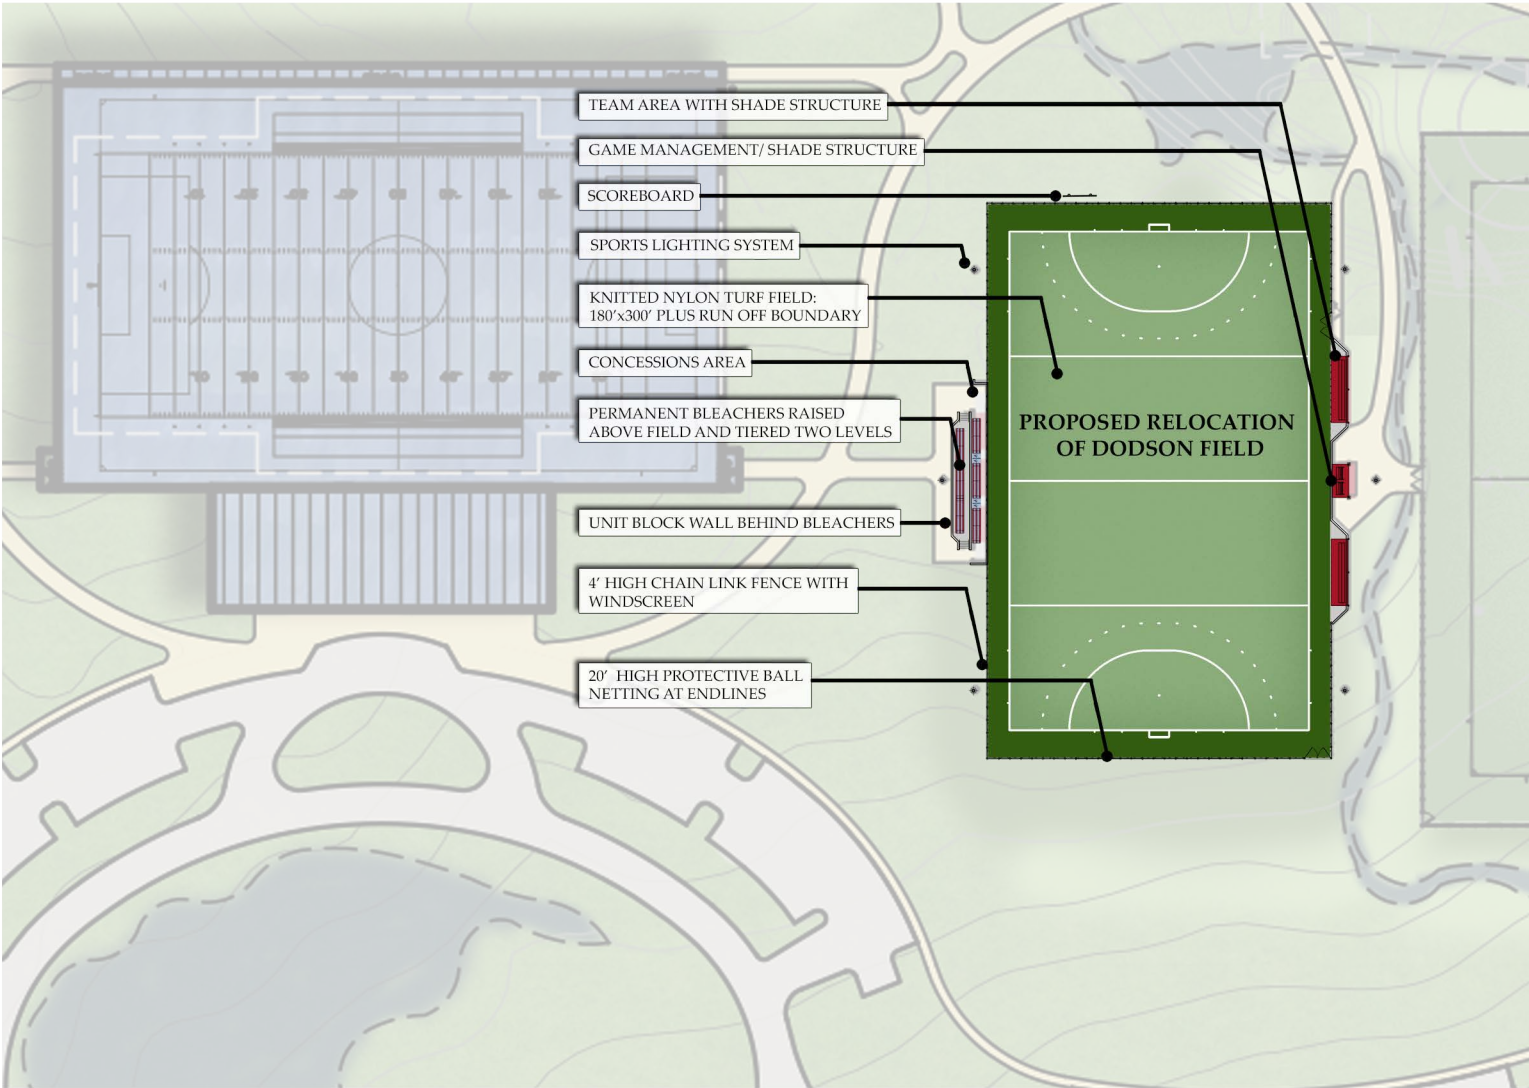 TEAM AREA WITH SHADE STRUCTURE
GAME MANAGEMENT/ SHADE STRUCTURE
SCOREBOARD
SPORTS LIGHTING SYSTEM
KNITTED NYLON TURF FIELD:
180'x300' PLUS RUN OFF BOUNDARY
CONCESSIONS AREA
PERMANENT BLEACHERS RAISED
ABOVE FIELD AND TIERED TWO LEVELS
PROPOSED RELOCATION
OF DODSON FIELD
UNIT BLOCK WALL BEHIND BLEACHERS
4' HIGH CHAIN LINK FENCE WITH
WINDSCREEN
20' HIGH PROTECTIVE BALL
NETTING AT ENDLINES